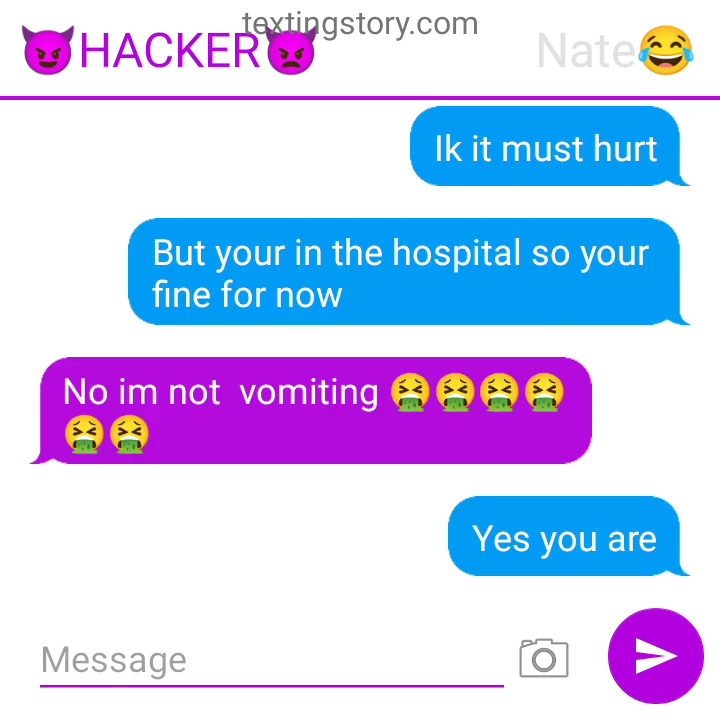 textingstory.com
😈HACKER👿
Nate😂
Ik it must hurt
But your in the hospital so your
fine for now
No im not  vomiting 🤮🤮🤮🤮
🤮🤮
Yes you are
Message